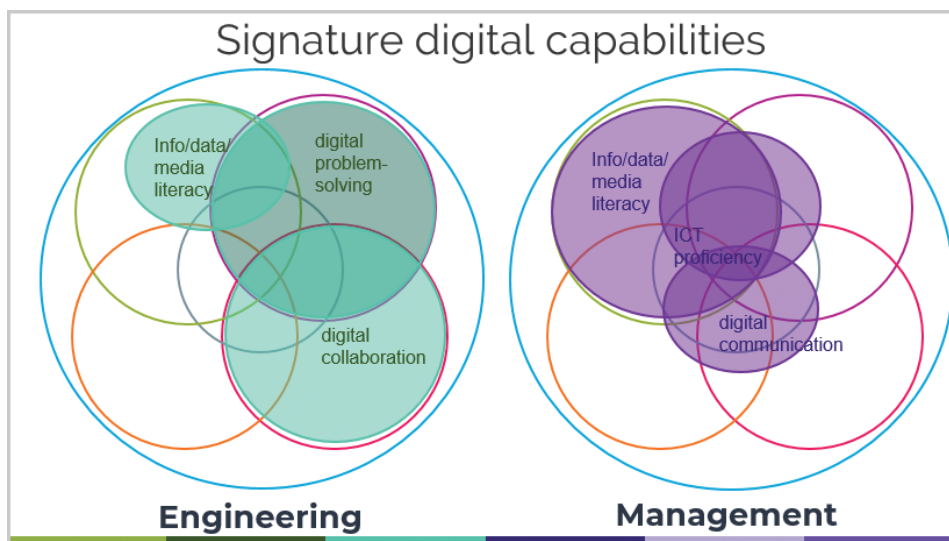 Signature digital capabilities
Info/data/
media
literacy
digital
problem-
solving
digital
collaboration
Info/data/
media
literacy
ICT
proficiency
digital
communication
Engineering
Management